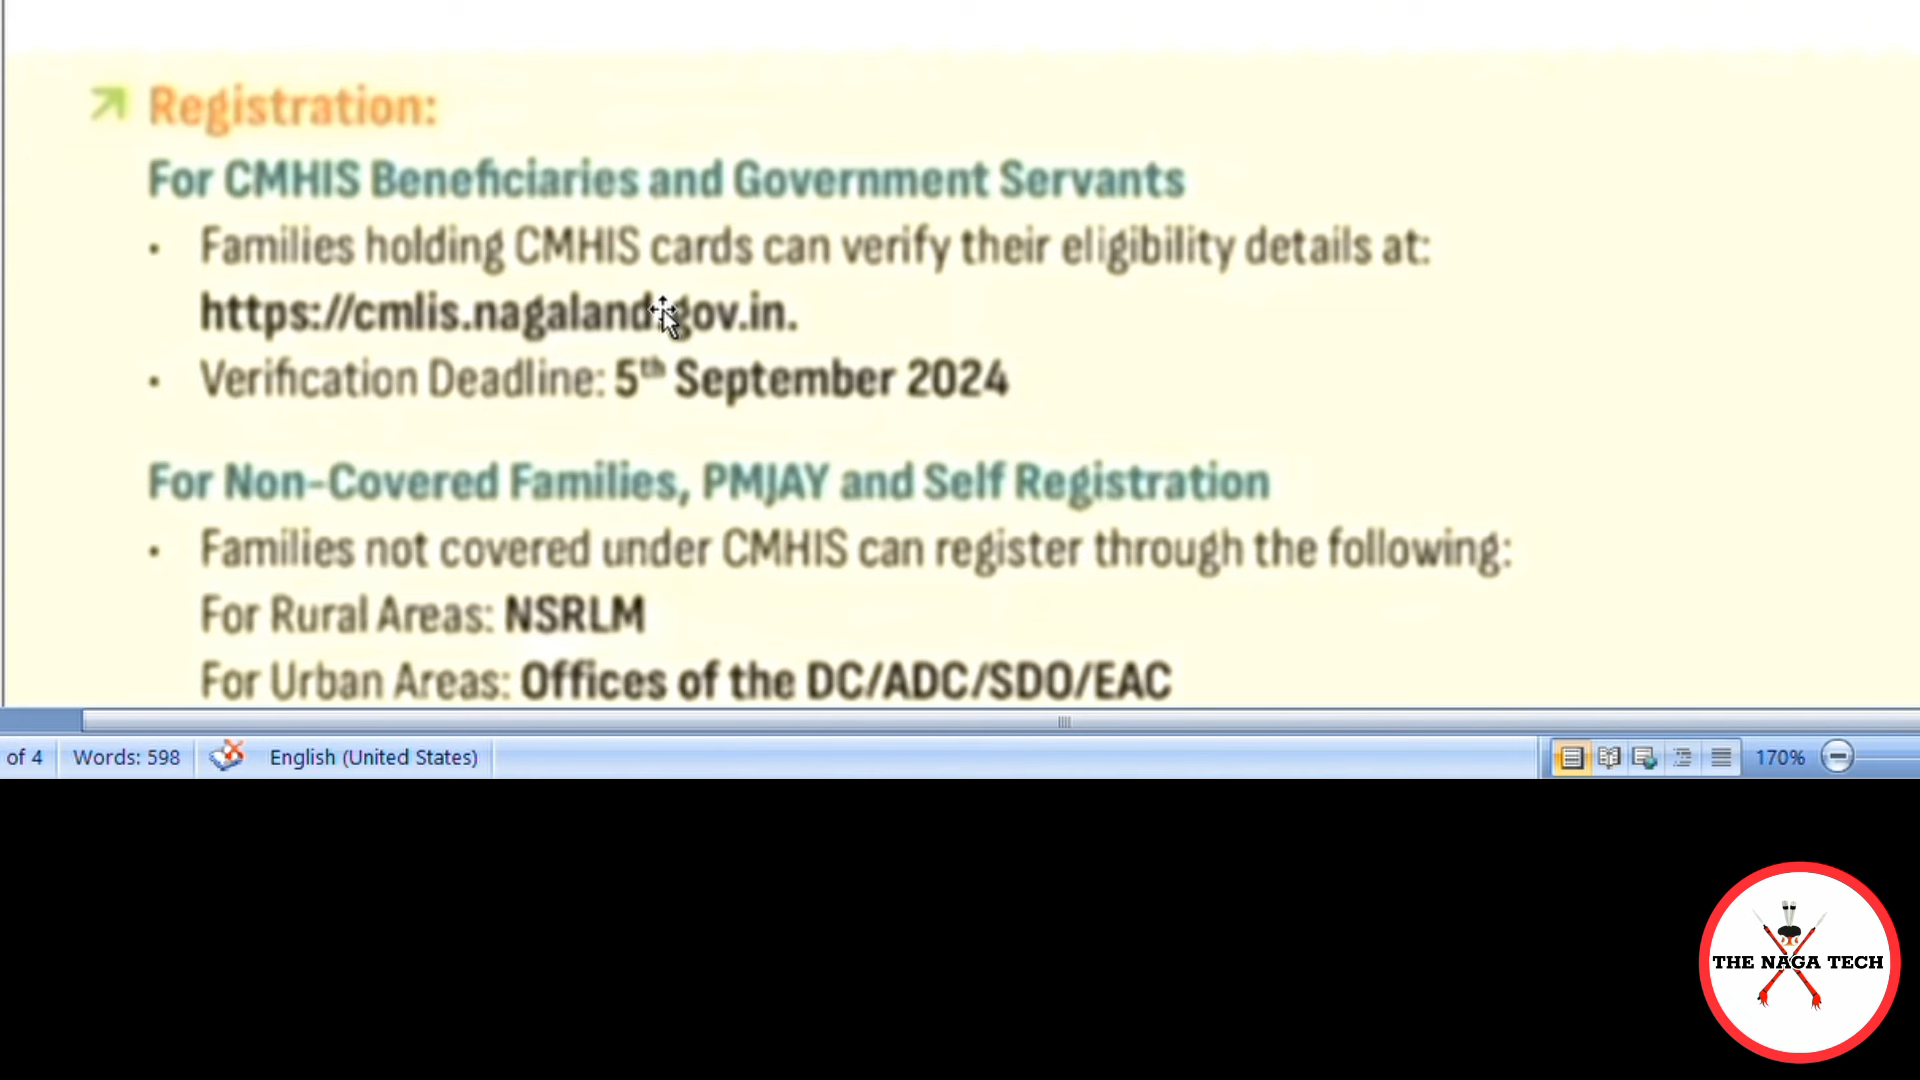 Registration:
For CMHIS Beneficiaries and Government Servants
• Families holding CMHIS cards can verify their eligibility details at:
https://cmlis.nagaland.gov.in.
• Verification Deadline: 5th September 2024
For Non-Covered Families, PMJAY and Self Registration
• Families not covered under CMHIS can register through the following:
For Rural Areas: NSRLM
For Urban Areas: Offices of the DC/ADC/SDO/EAC
of 4 Words: 598 English (United States) 170%
THE NAGA TECH